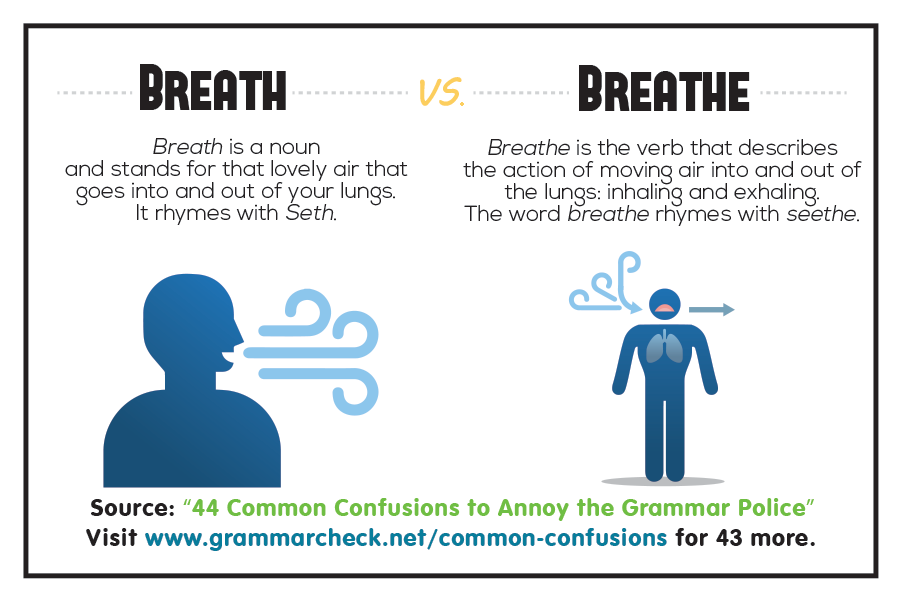 BREATH vs. BREATHE
Breath is a noun
and stands for that lovely air that
goes into and out of your lungs.
It rhymes with Seth.
Breathe is the verb that describes
the action of moving air into and out of
the lungs: inhaling and exhaling.
The word breathe rhymes with seethe.
Source: “44 Common Confusions to Annoy the Grammar Police”
Visit www.grammarcheck.net/common-confusions for 43 more.